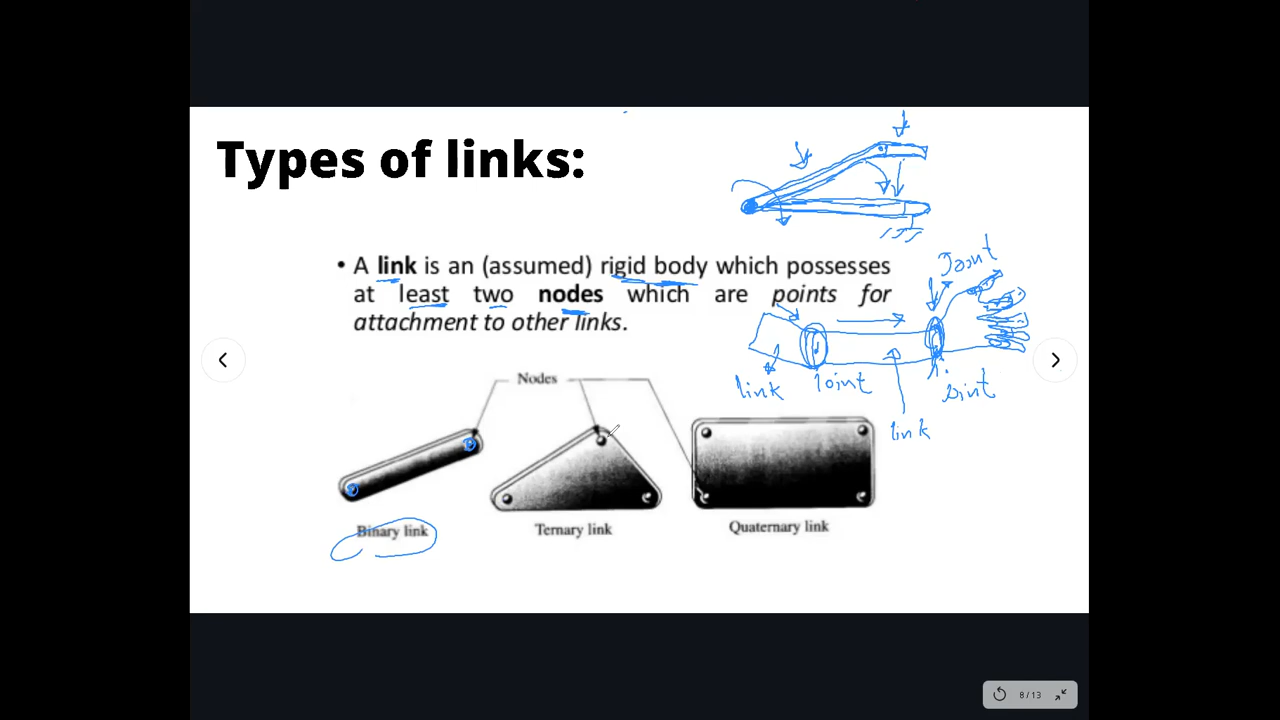 Types of links:
• A link is an (assumed) rigid body which possesses
at least two nodes which are points for
attachment to other links.
Joint
link
Joint
link
Joint
Nodes
Binary link
Ternary link
Quaternary link
8 / 13